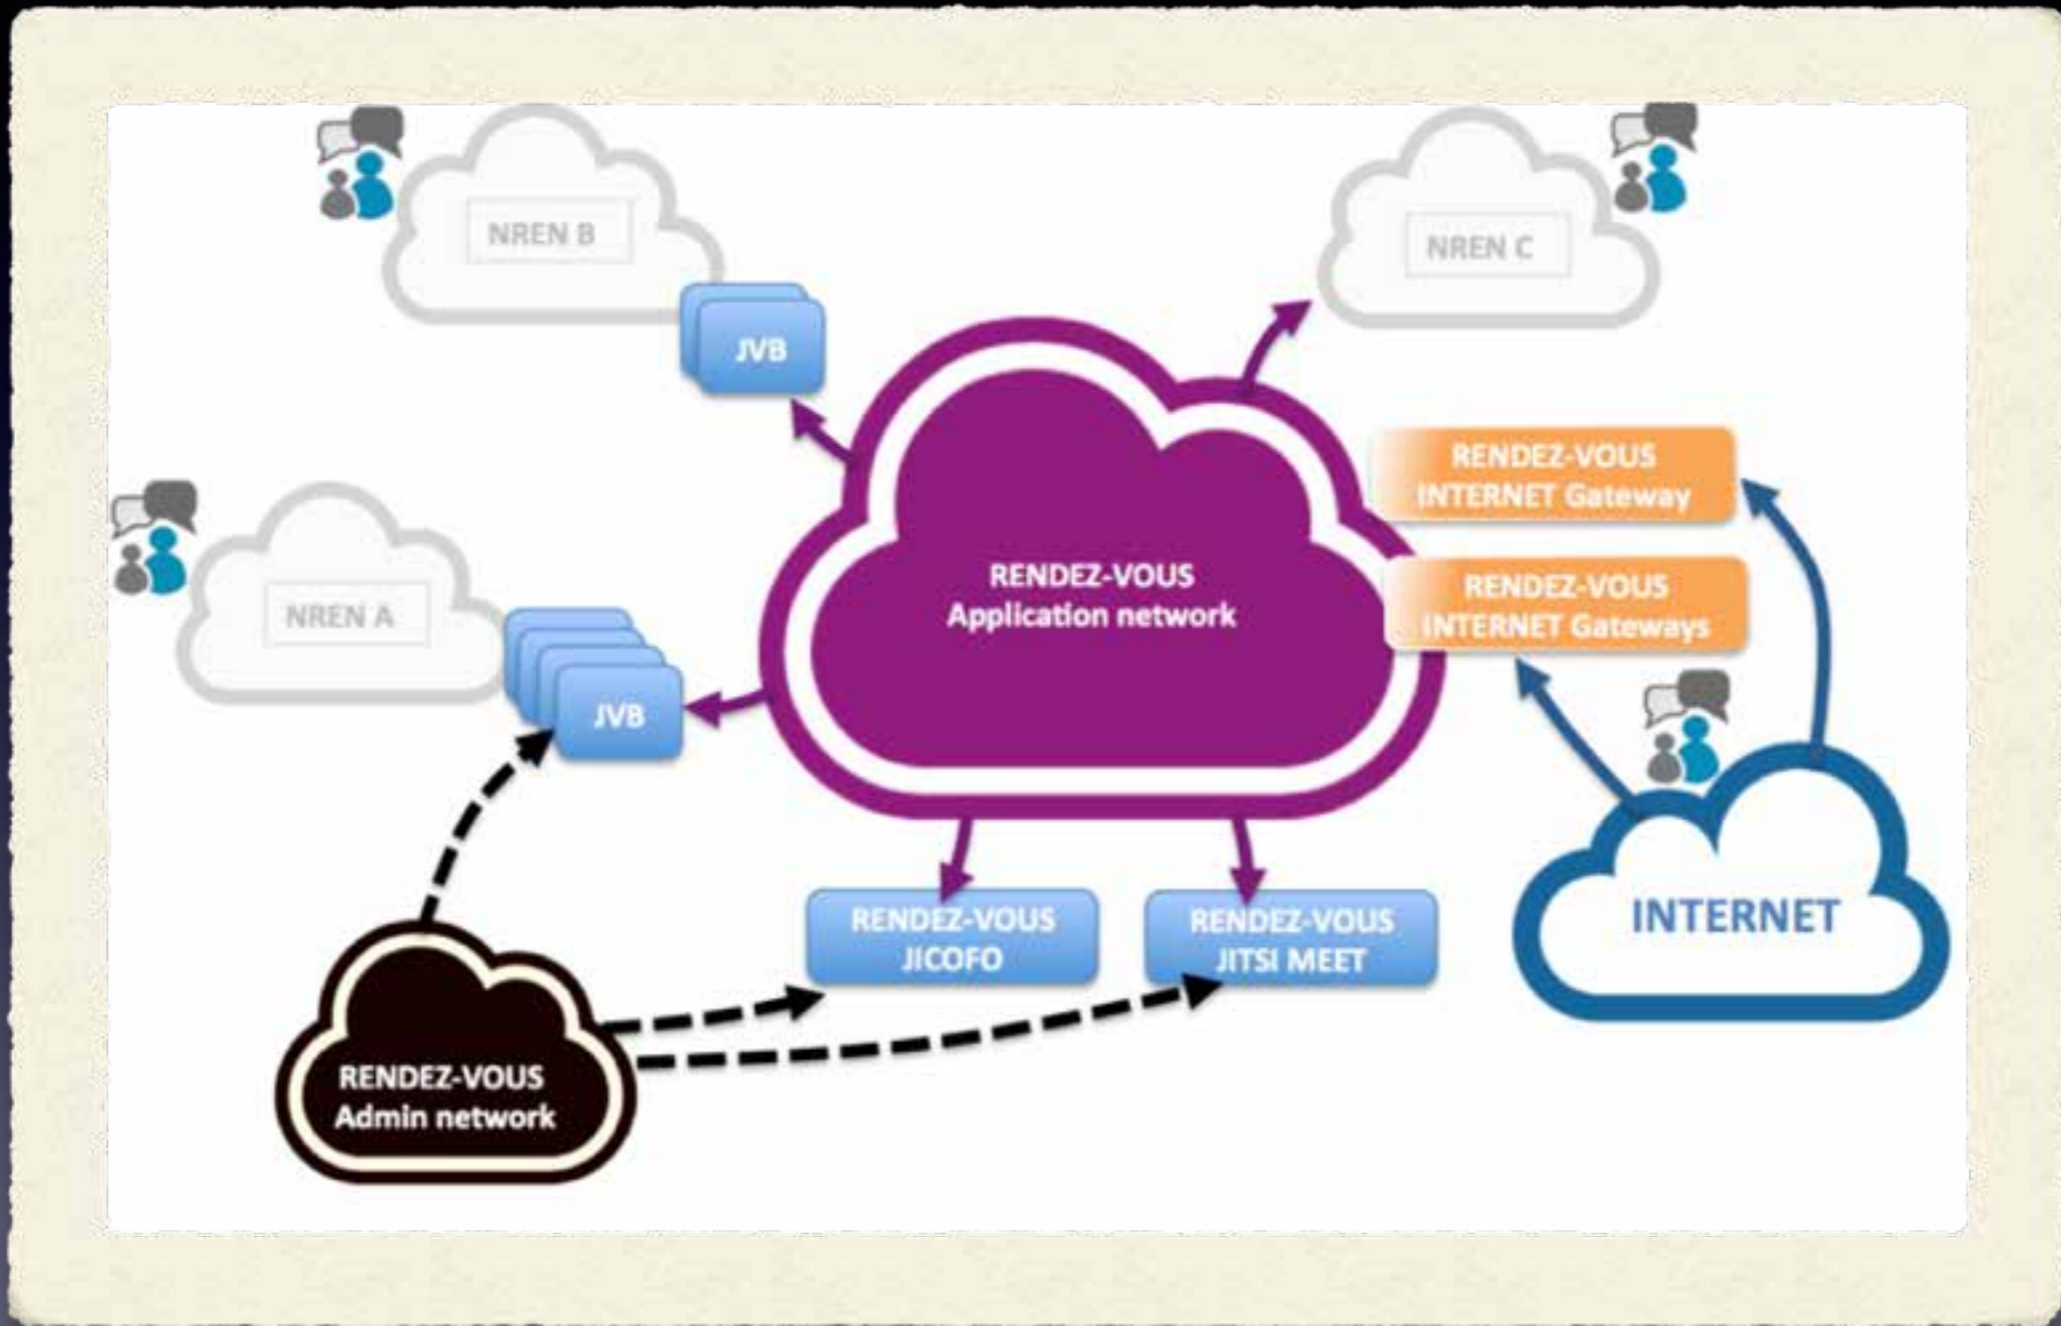 NREN B
NREN C
JVB
RENDEZ-VOUS
INTERNET Gateway
RENDEZ-VOUS
Application network
RENDEZ-VOUS
INTERNET Gateways
NREN A
JVB
RENDEZ-VOUS
JICOFO
RENDEZ-VOUS
JITSI MEET
INTERNET
RENDEZ-VOUS
Admin network